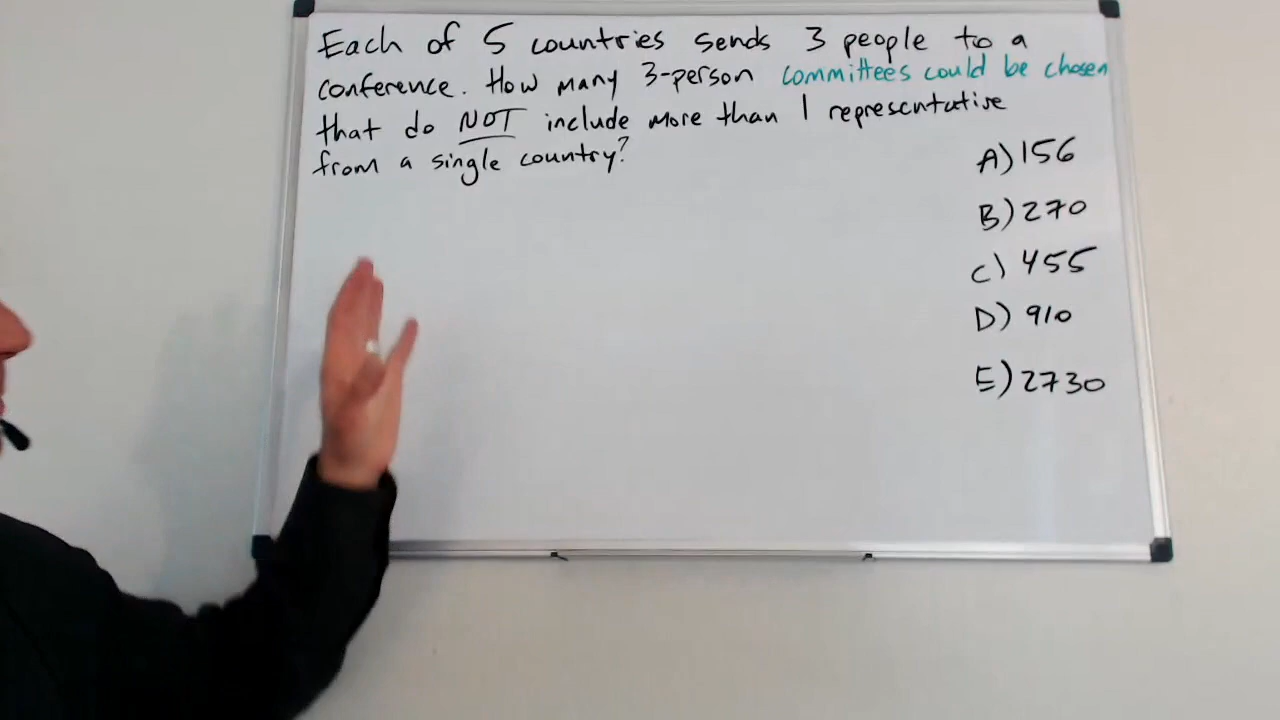 Each of 5 countries sends 3 people to a
conference. How many 3-person committees could be chosen
that do NOT include more than 1 representative
from a single country?
A) 156
B) 270
C) 455
D) 910
E) 2730